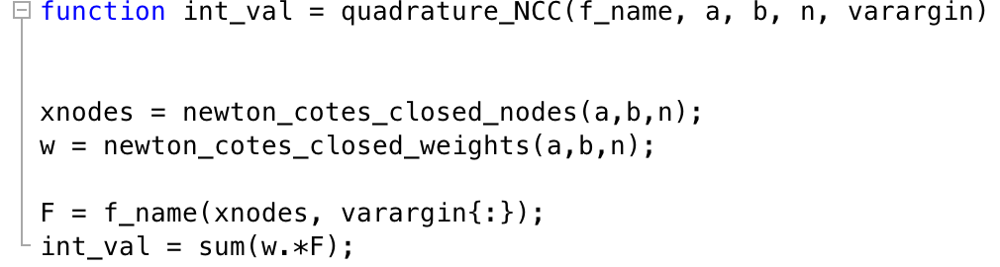 function int_val = quadrature_NCC(f_name, a, b, n, varargin)
xnodes = newton_cotes_closed_nodes(a,b,n);
w = newton_cotes_closed_weights(a,b,n);
F = f_name(xnodes, varargin{:});
int_val = sum(w.*F);